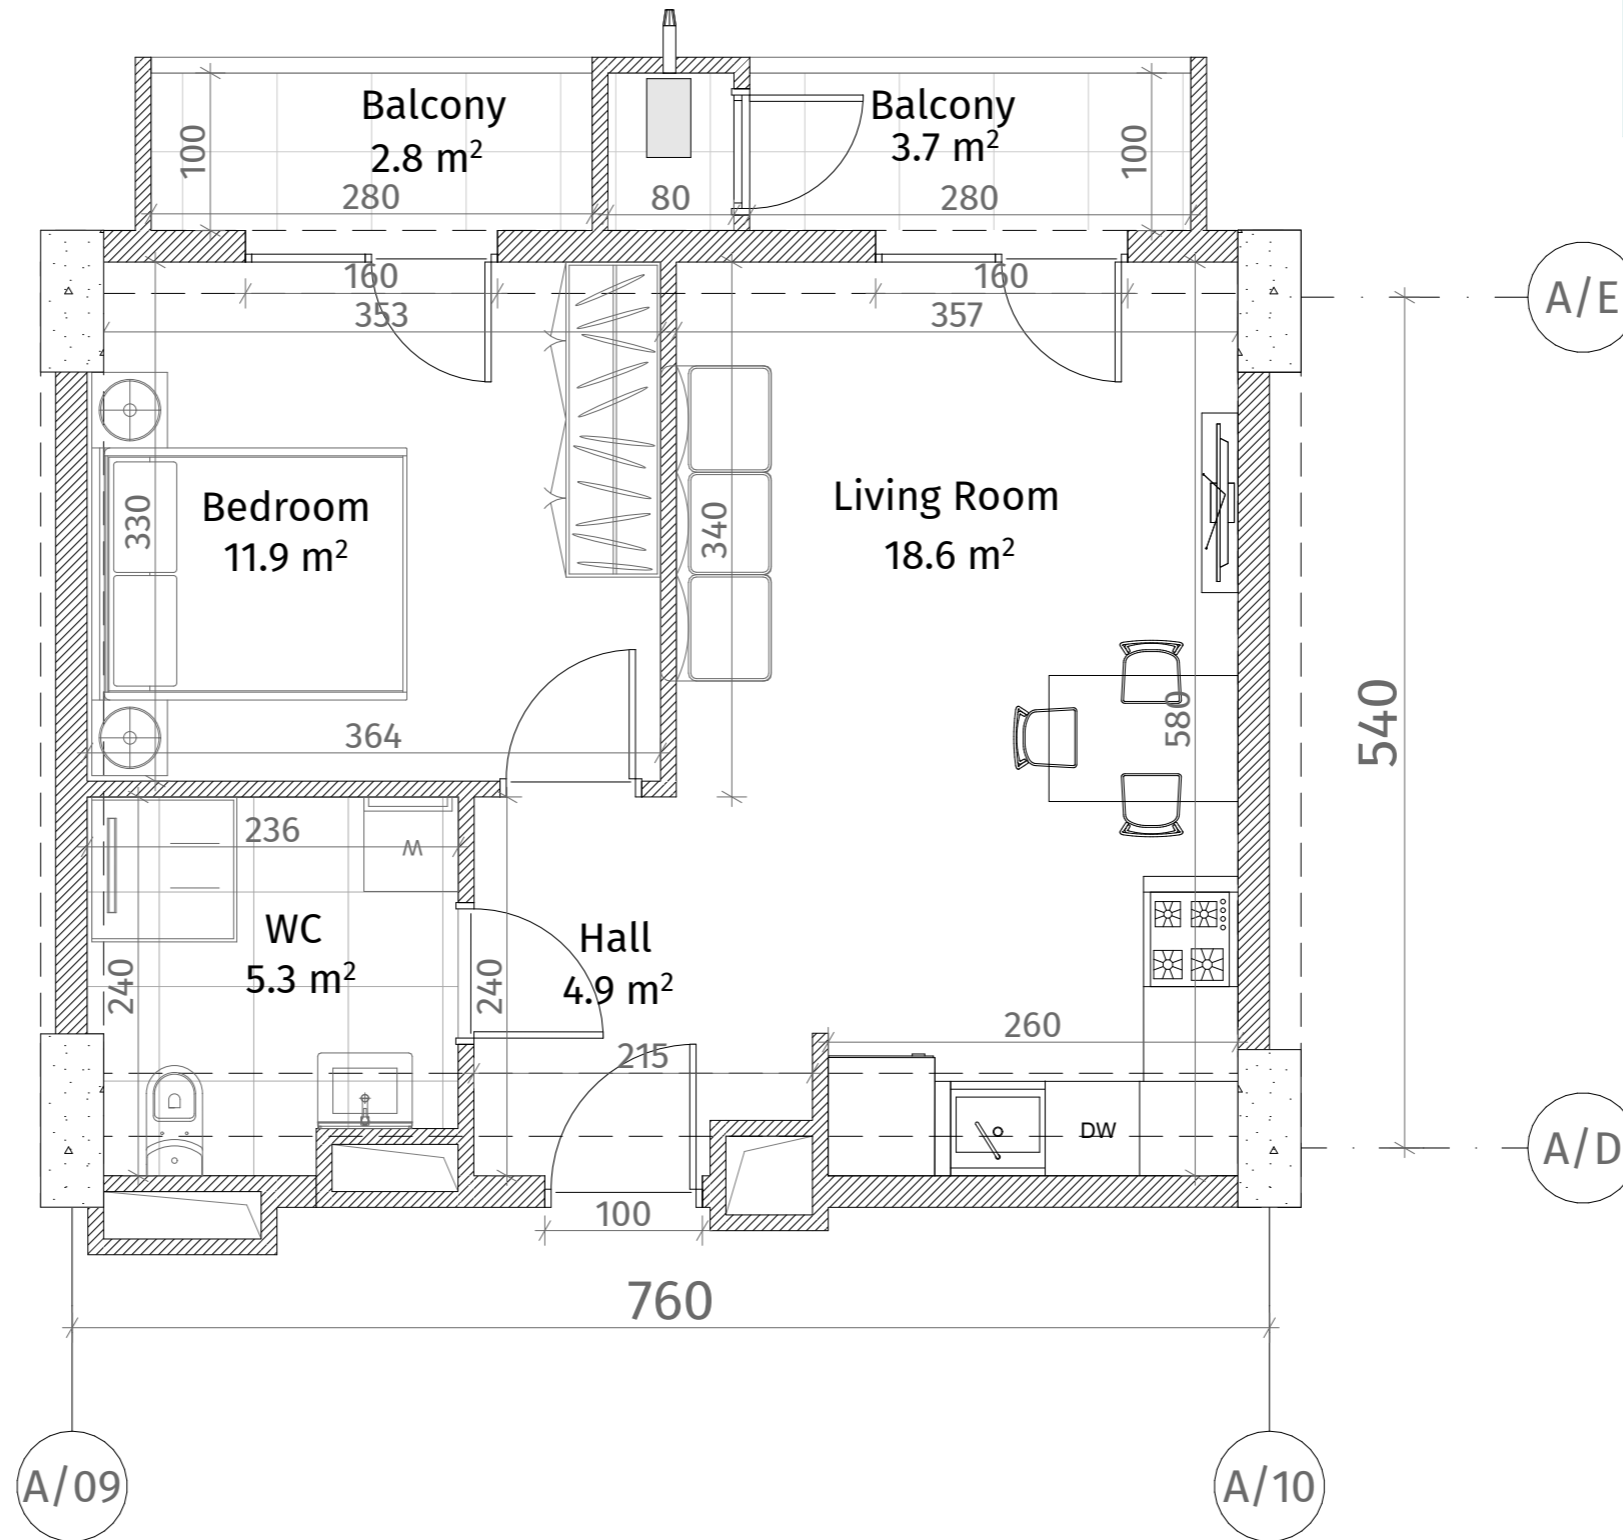 Balcony
2.8 m²
Balcony
3.7 m²
100
100
280
80
280
160
160
353
357
A/E
Bedroom
11.9 m²
330
340
Living Room
18.6 m²
580
540
364
236
W
WC
5.3 m²
240
240
Hall
4.9 m²
215
260
DW
A/D
100
760
A/09
A/10